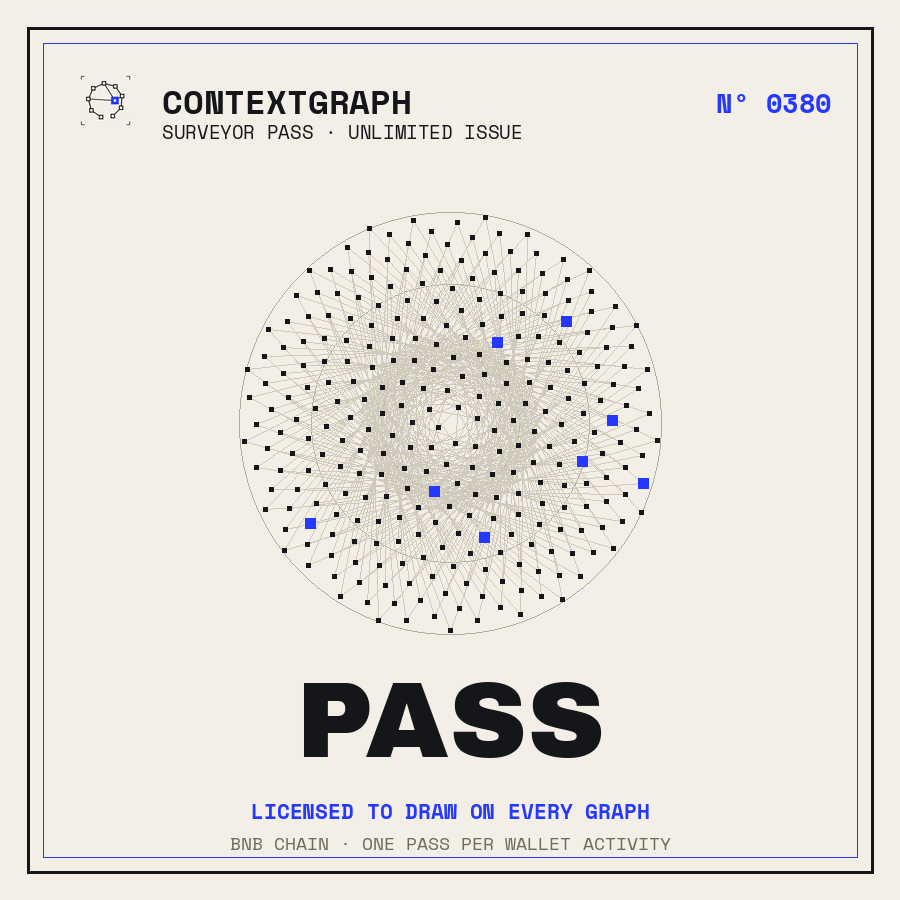 CONTEXTGRAPH
N° 0380
SURVEYOR PASS · UNLIMITED ISSUE
PASS
LICENSED TO DRAW ON EVERY GRAPH
BNB CHAIN · ONE PASS PER WALLET ACTIVITY